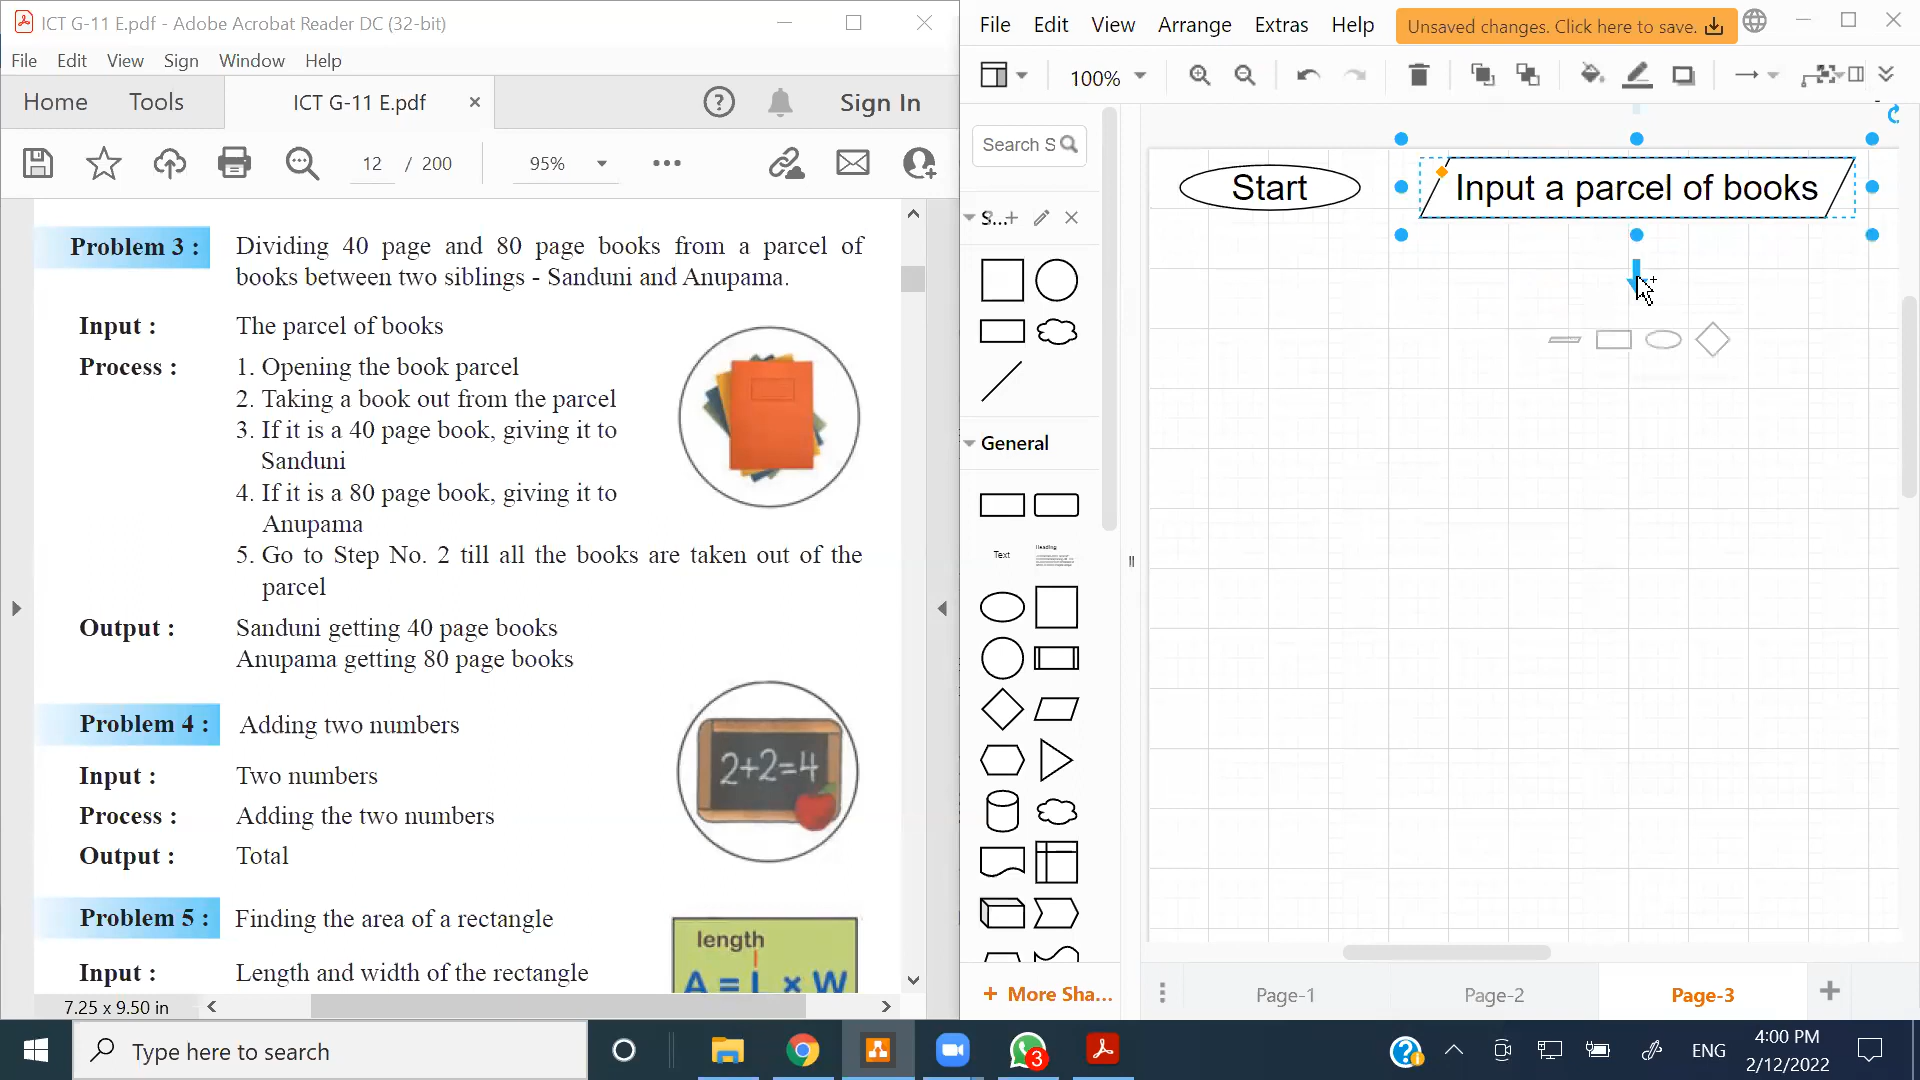 ICT G-11 E.pdf - Adobe Acrobat Reader DC (32-bit)
File Edit View Sign Window Help
Home Tools ICT G-11 E.pdf × Sign In
12 / 200 95%
Problem 3 : Dividing 40 page and 80 page books from a parcel of
books between two siblings - Sanduni and Anupama.
Input : The parcel of books
Process : 1. Opening the book parcel
2. Taking a book out from the parcel
3. If it is a 40 page book, giving it to
Sanduni
4. If it is a 80 page book, giving it to
Anupama
5. Go to Step No. 2 till all the books are taken out of the
parcel
Output : Sanduni getting 40 page books
Anupama getting 80 page books
Problem 4 : Adding two numbers
Input : Two numbers
Process : Adding the two numbers
Output : Total
2+2=4
Problem 5 : Finding the area of a rectangle
Input : Length and width of the rectangle
length
A = L × W
7.25 x 9.50 in
File Edit View Arrange Extras Help Unsaved changes. Click here to save.
100%
Search S
S...
General
Text
Heading
+ More Sha...
Start
Input a parcel of books
Page-1 Page-2 Page-3
Type here to search
3
ENG
4:00 PM
2/12/2022